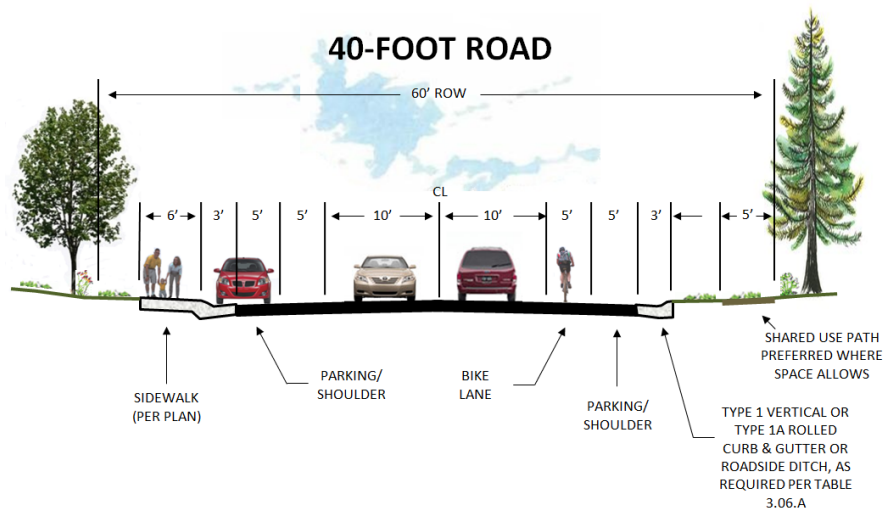 40-FOOT ROAD
60' ROW
CL
6' 3' 5' 5' 10' 10' 5' 5' 3' 5'
SIDEWALK
(PER PLAN)
PARKING/
SHOULDER
BIKE
LANE
PARKING/
SHOULDER
SHARED USE PATH
PREFERRED WHERE
SPACE ALLOWS
TYPE 1 VERTICAL OR
TYPE 1A ROLLED
CURB & GUTTER OR
ROADSIDE DITCH, AS
REQUIRED PER TABLE
3.06.A